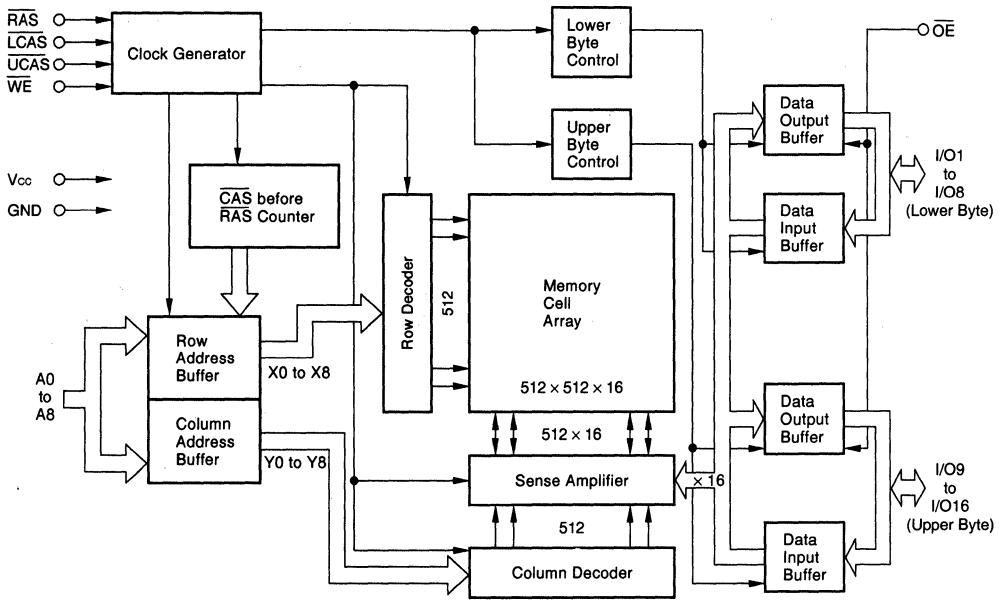 RAS
LCAS
UCAS
WE
Vcc
GND
Clock Generator
CAS before
RAS Counter
Lower
Byte
Control
Upper
Byte
Control
OE
Data
Output
Buffer
I/O1
to
I/O8
(Lower Byte)
Data
Input
Buffer
Row Decoder
512
Memory
Cell
Array
512 × 512 × 16
A0
to
A8
Row
Address
Buffer
X0 to X8
Column
Address
Buffer
Y0 to Y8
512 × 16
Sense Amplifier
× 16
512
Column Decoder
Data
Output
Buffer
I/O9
to
I/O16
(Upper Byte)
Data
Input
Buffer